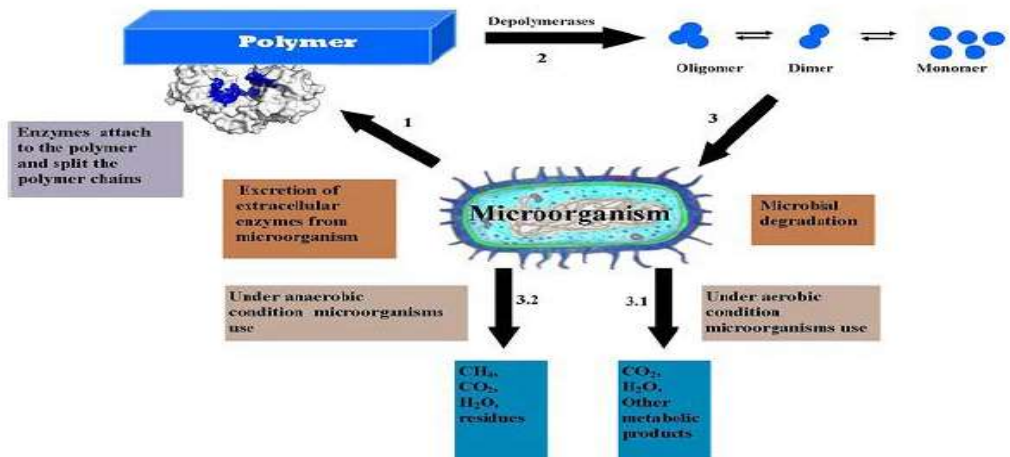 Polymer
Depolymerases
2
Oligomer
Dimer
Monomer
1
3
Enzymes attach
to the polymer
and split the
polymer chains
Excretion of
extracellular
enzymes from
microorganism
Microorganism
Microbial
degradation
Under anaerobic
condition microorganisms
use
3.2
3.1
Under aerobic
condition
microorganisms use
CH₄,
CO₂,
H₂O,
residues
CO₂,
H₂O,
Other
metabolic
products